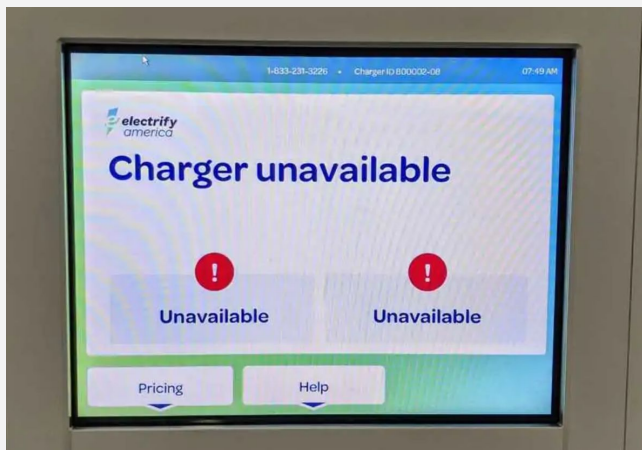 1-833-231-3226 • Charger ID 800002-08 07:49 AM
electrify
america
Charger unavailable
! !
Unavailable Unavailable
Pricing Help